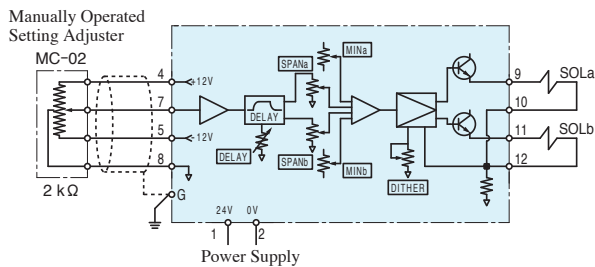 Manually Operated
Setting Adjuster
MC-02
2 kΩ
4
+12V
7
5
-12V
8
G
DELAY
DELAY
SPANa
SPANb
MINa
MINb
DITHER
9
SOLa
10
11
SOLb
12
24V 0V
1 2
Power Supply